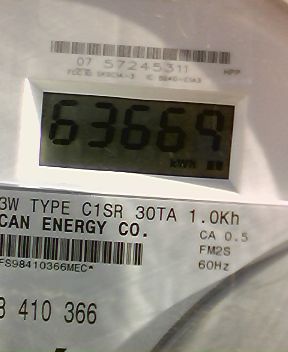 07 57245311
HPP
63669
kWh
3W TYPE C1SR 30TA 1.0Kh
CAN ENERGY CO.
CA 0.5
FM2S
FS98410366MEC*
60Hz
410 366